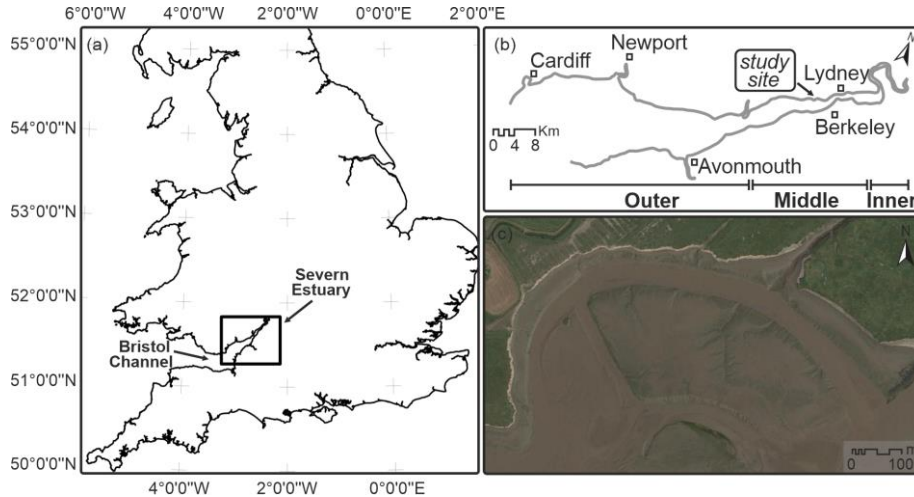 6°0'0"W 4°0'0"W 2°0'0"W 0°0'0"E 2°0'0"E
55°0'0"N
54°0'0"N
53°0'0"N
52°0'0"N
51°0'0"N
50°0'0"N
(a)
Severn
Estuary
Bristol
Channel
4°0'0"W 2°0'0"W 0°0'0"E
(b)
N
Cardiff
Newport
study
site
Lydney
Berkeley
Avonmouth
Km
0 4 8
Outer Middle Inner
(c)
N
m
0 100